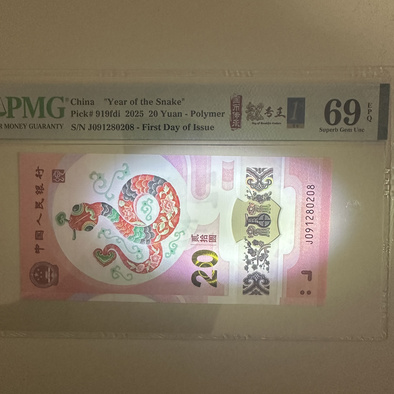 PMG
MONEY GUARANTY
China "Year of the Snake"
Pick# 919fdi 2025 20 Yuan - Polymer
S/N J091280208 - First Day of Issue
69
EPQ
Superb Gem Unc
中国人民银行
贰拾圆
20
J091280208